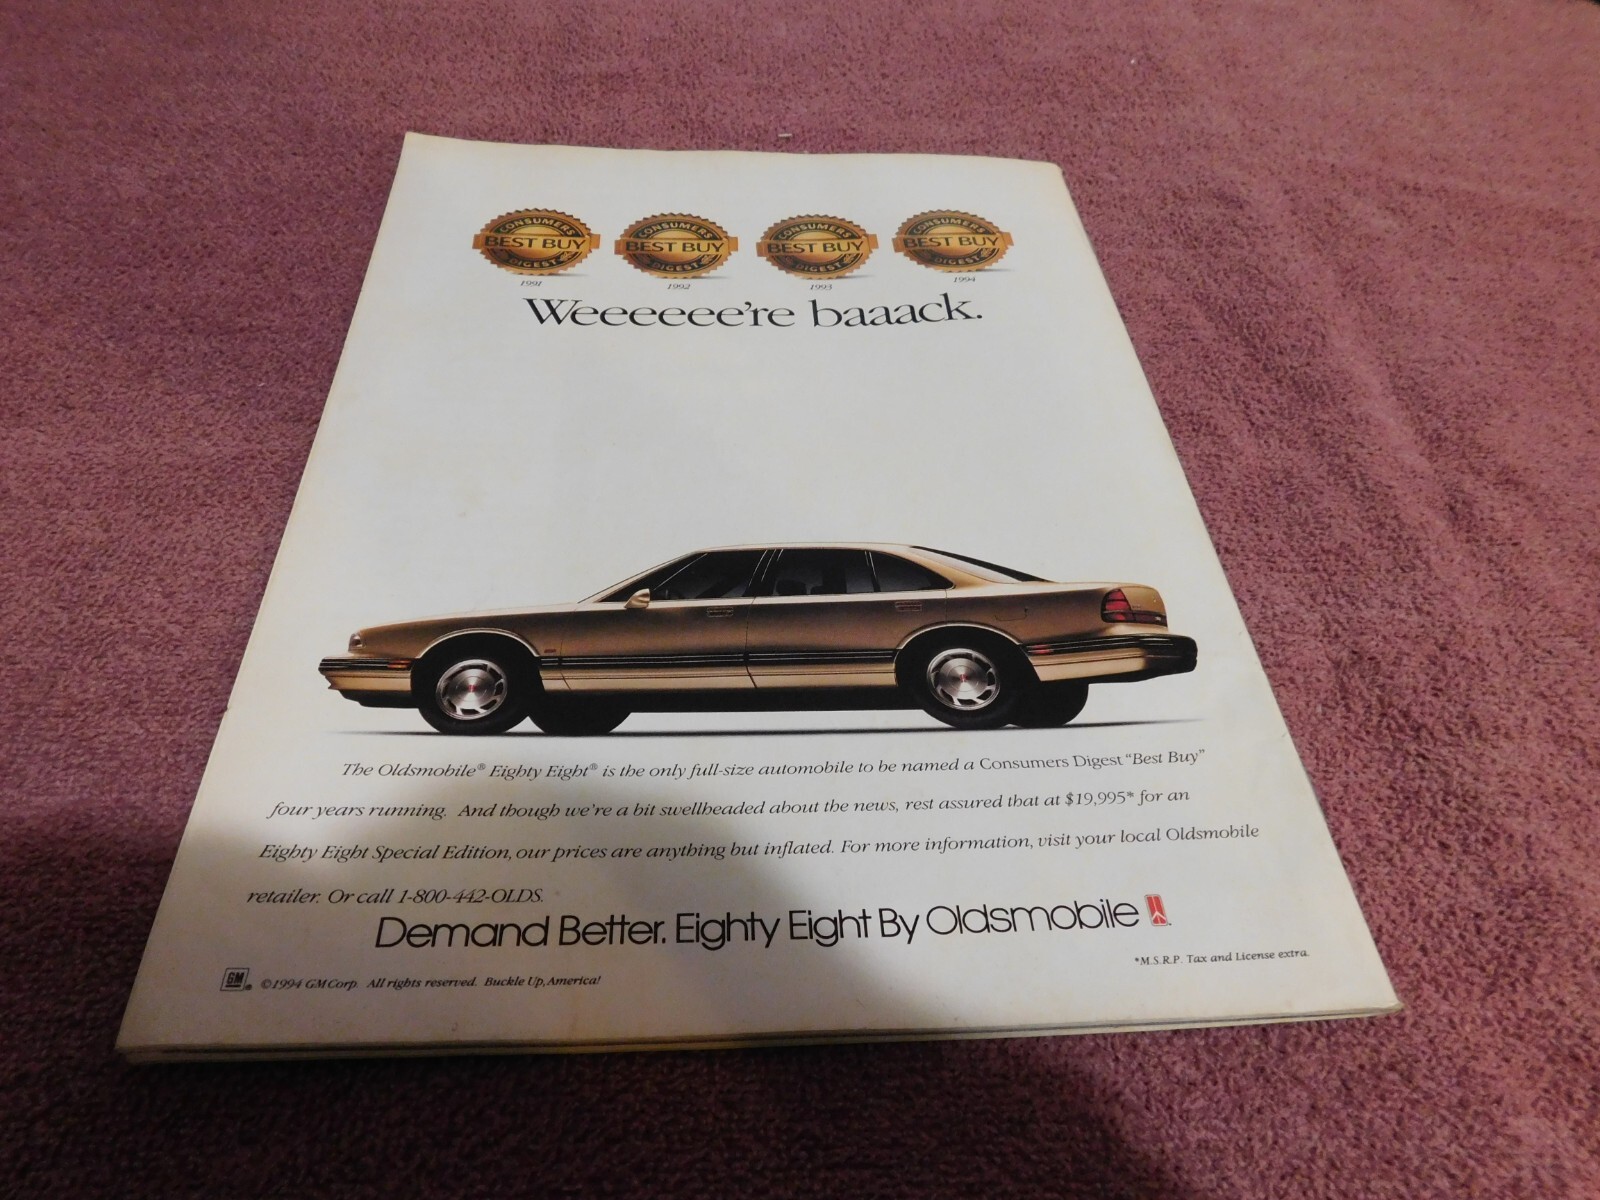 CONSUMERS BEST BUY DIGEST
CONSUMERS BEST BUY DIGEST
CONSUMERS BEST BUY DIGEST
CONSUMERS BEST BUY DIGEST
1991 1992 1993 1994
Weeeeeee're baaack.
The Oldsmobile® Eighty Eight® is the only full-size automobile to be named a Consumers Digest “Best Buy”
four years running. And though we're a bit swellheaded about the news, rest assured that at $19,995* for an
Eighty Eight Special Edition, our prices are anything but inflated. For more information, visit your local Oldsmobile
retailer. Or call 1-800-442-OLDS.
Demand Better. Eighty Eight By Oldsmobile
*M.S.R.P. Tax and License extra.
GM® ©1994 GM Corp. All rights reserved. Buckle Up, America!